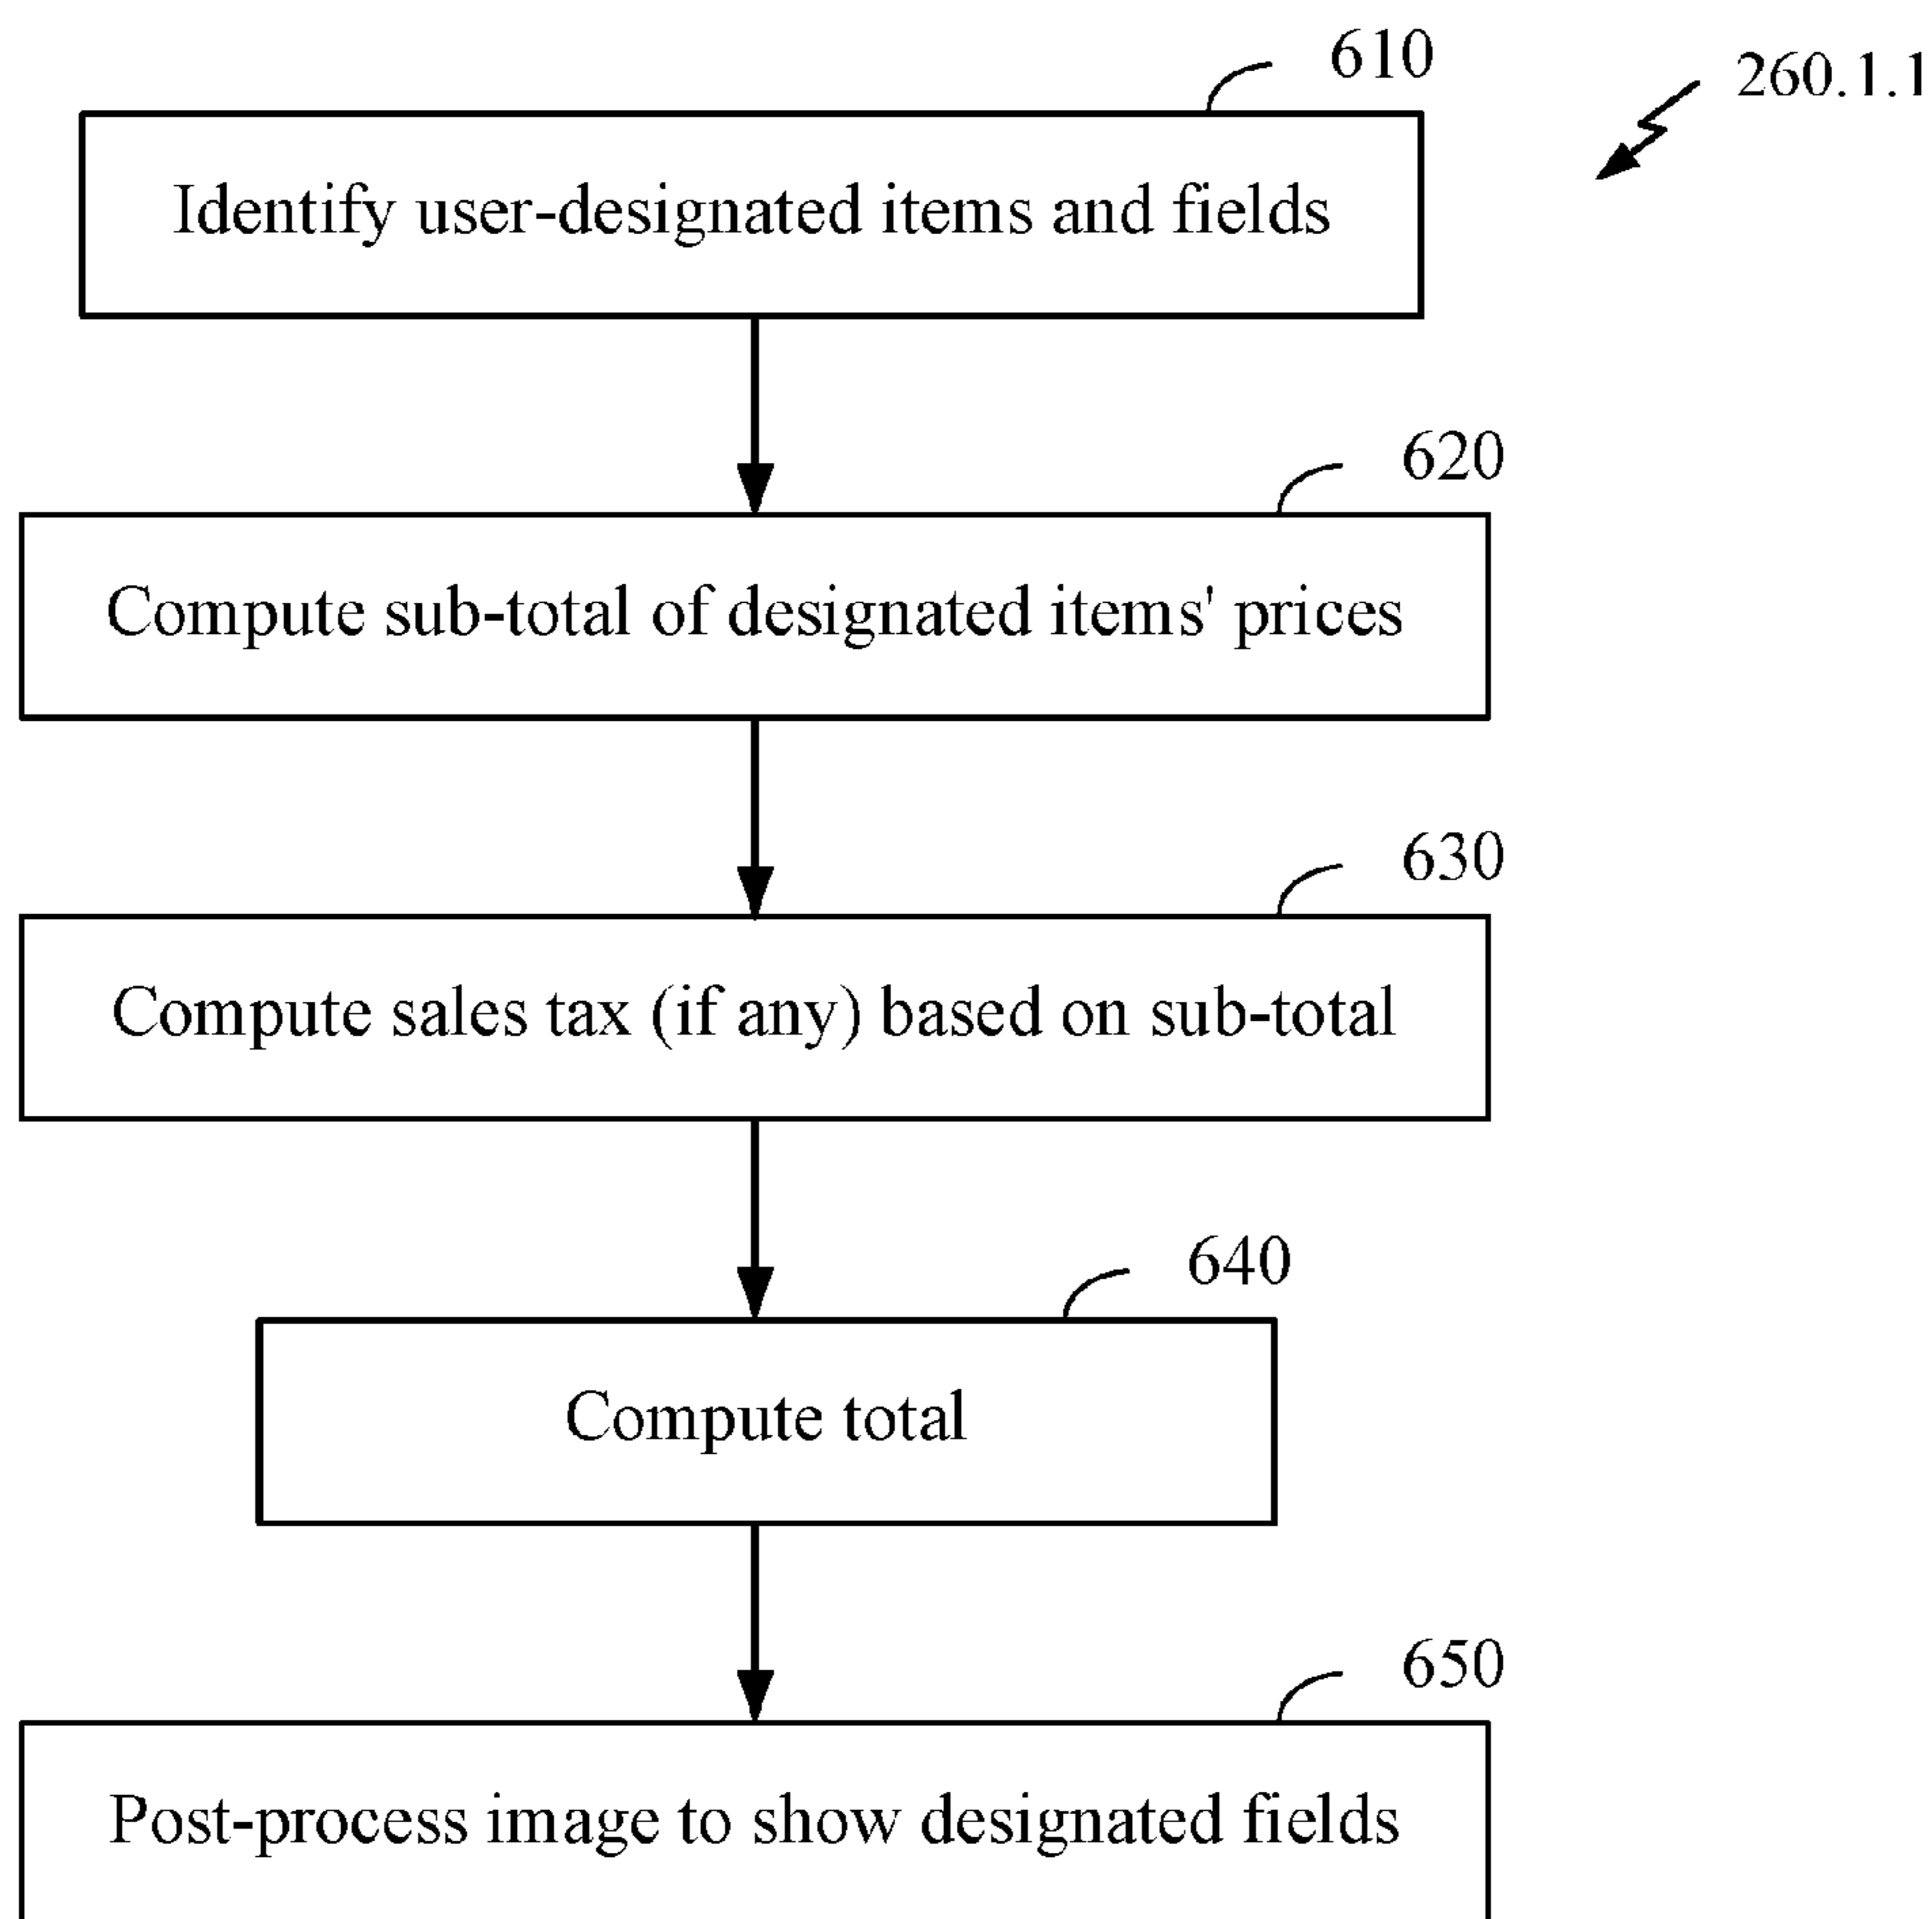 610
260.1.1
Identify user-designated items and fields
620
Compute sub-total of designated items' prices
630
Compute sales tax (if any) based on sub-total
640
Compute total
650
Post-process image to show designated fields